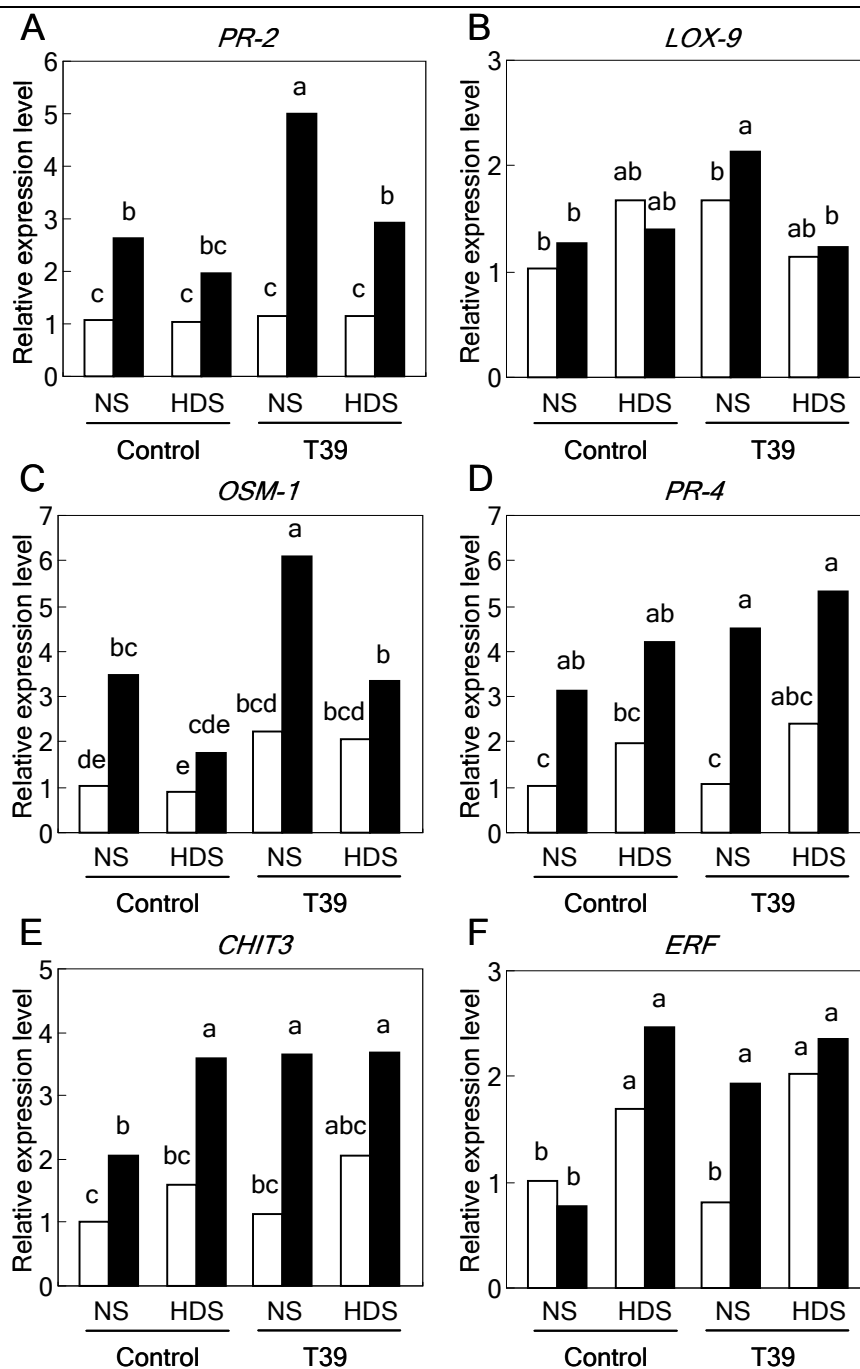 A
PR-2
Relative expression level
6
5
4
3
2
1
0
c
b
c
bc
c
a
c
b
NS HDS NS HDS
Control T39
B
LOX-9
Relative expression level
3
2
1
0
b
b
ab
ab
b
a
ab
b
NS HDS NS HDS
Control T39
C
OSM-1
Relative expression level
7
6
5
4
3
2
1
0
de
bc
e
cde
bcd
a
bcd
b
NS HDS NS HDS
Control T39
D
PR-4
Relative expression level
7
6
5
4
3
2
1
0
c
ab
bc
ab
c
a
abc
a
NS HDS NS HDS
Control T39
E
CHIT3
Relative expression level
5
4
3
2
1
0
c
b
bc
a
bc
a
abc
a
NS HDS NS HDS
Control T39
F
ERF
Relative expression level
3
2
1
0
b
b
a
a
b
a
a
a
NS HDS NS HDS
Control T39